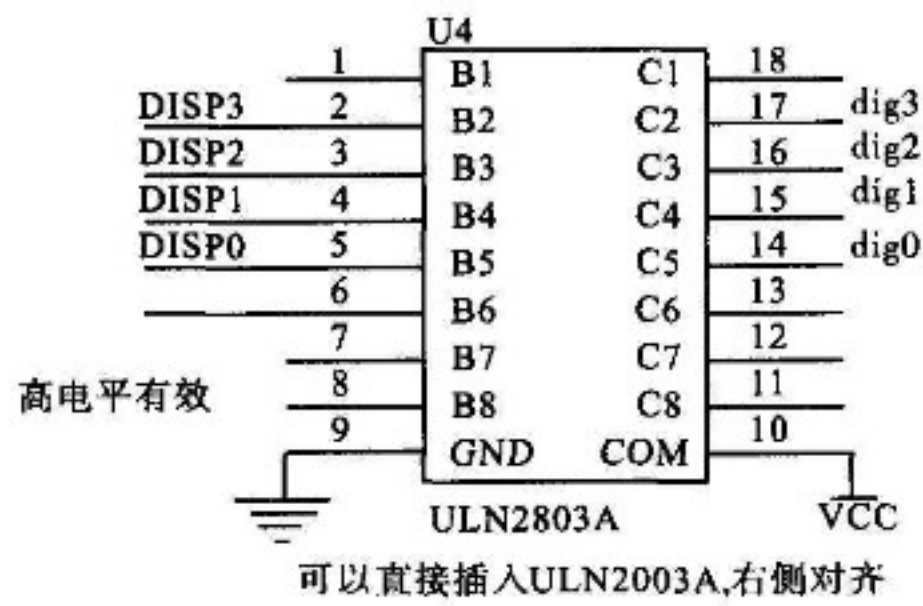 U4
1 B1 C1 18
DISP3 2 B2 C2 17 dig3
DISP2 3 B3 C3 16 dig2
DISP1 4 B4 C4 15 dig1
DISP0 5 B5 C5 14 dig0
6 B6 C6 13
7 B7 C7 12
高电平有效 8 B8 C8 11
9 GND COM 10
ULN2803A VCC
可以直接插入ULN2003A,右侧对齐